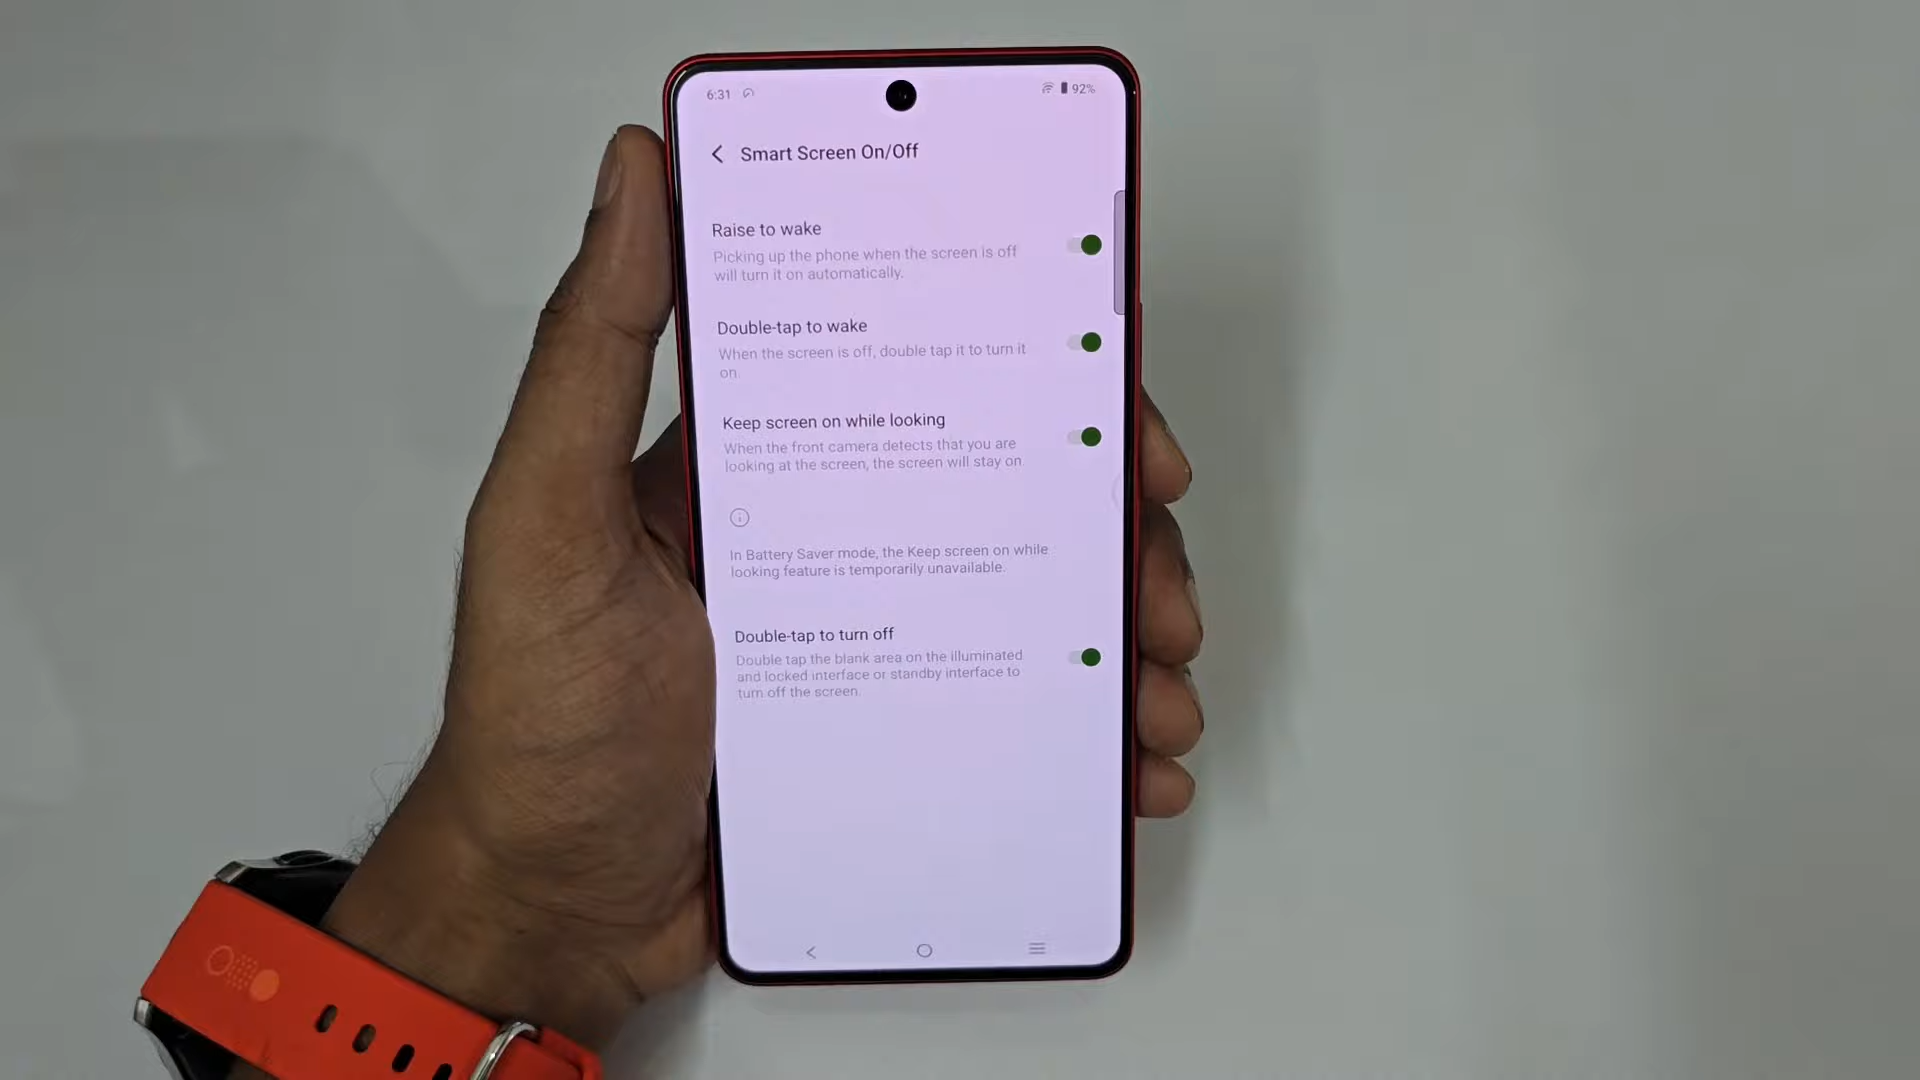 6:31
92%
Smart Screen On/Off
Raise to wake
Picking up the phone when the screen is off
will turn it on automatically.
Double-tap to wake
When the screen is off, double tap it to turn it
on.
Keep screen on while looking
When the front camera detects that you are
looking at the screen, the screen will stay on.
In Battery Saver mode, the Keep screen on while
looking feature is temporarily unavailable.
Double-tap to turn off
Double tap the blank area on the illuminated
and locked interface or standby interface to
turn off the screen.